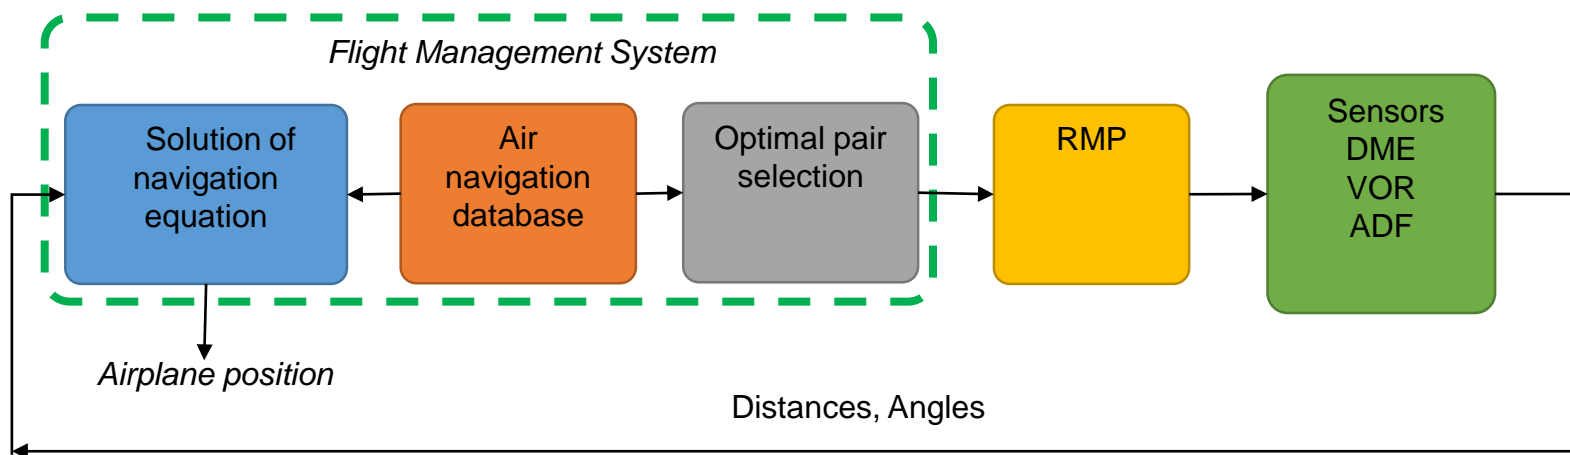 Flight Management System
Solution of
navigation
equation
Air
navigation
database
Optimal pair
selection
RMP
Sensors
DME
VOR
ADF
Airplane position
Distances, Angles